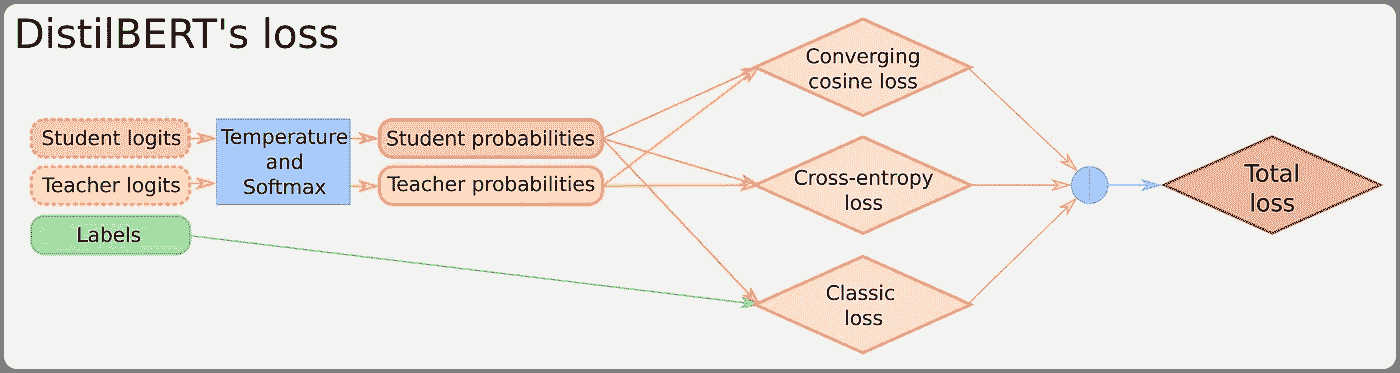 DistilBERT's loss
Student logits
Teacher logits
Labels
Temperature
and
Softmax
Student probabilities
Teacher probabilities
Converging
cosine loss
Cross-entropy
loss
Classic
loss
Total
loss